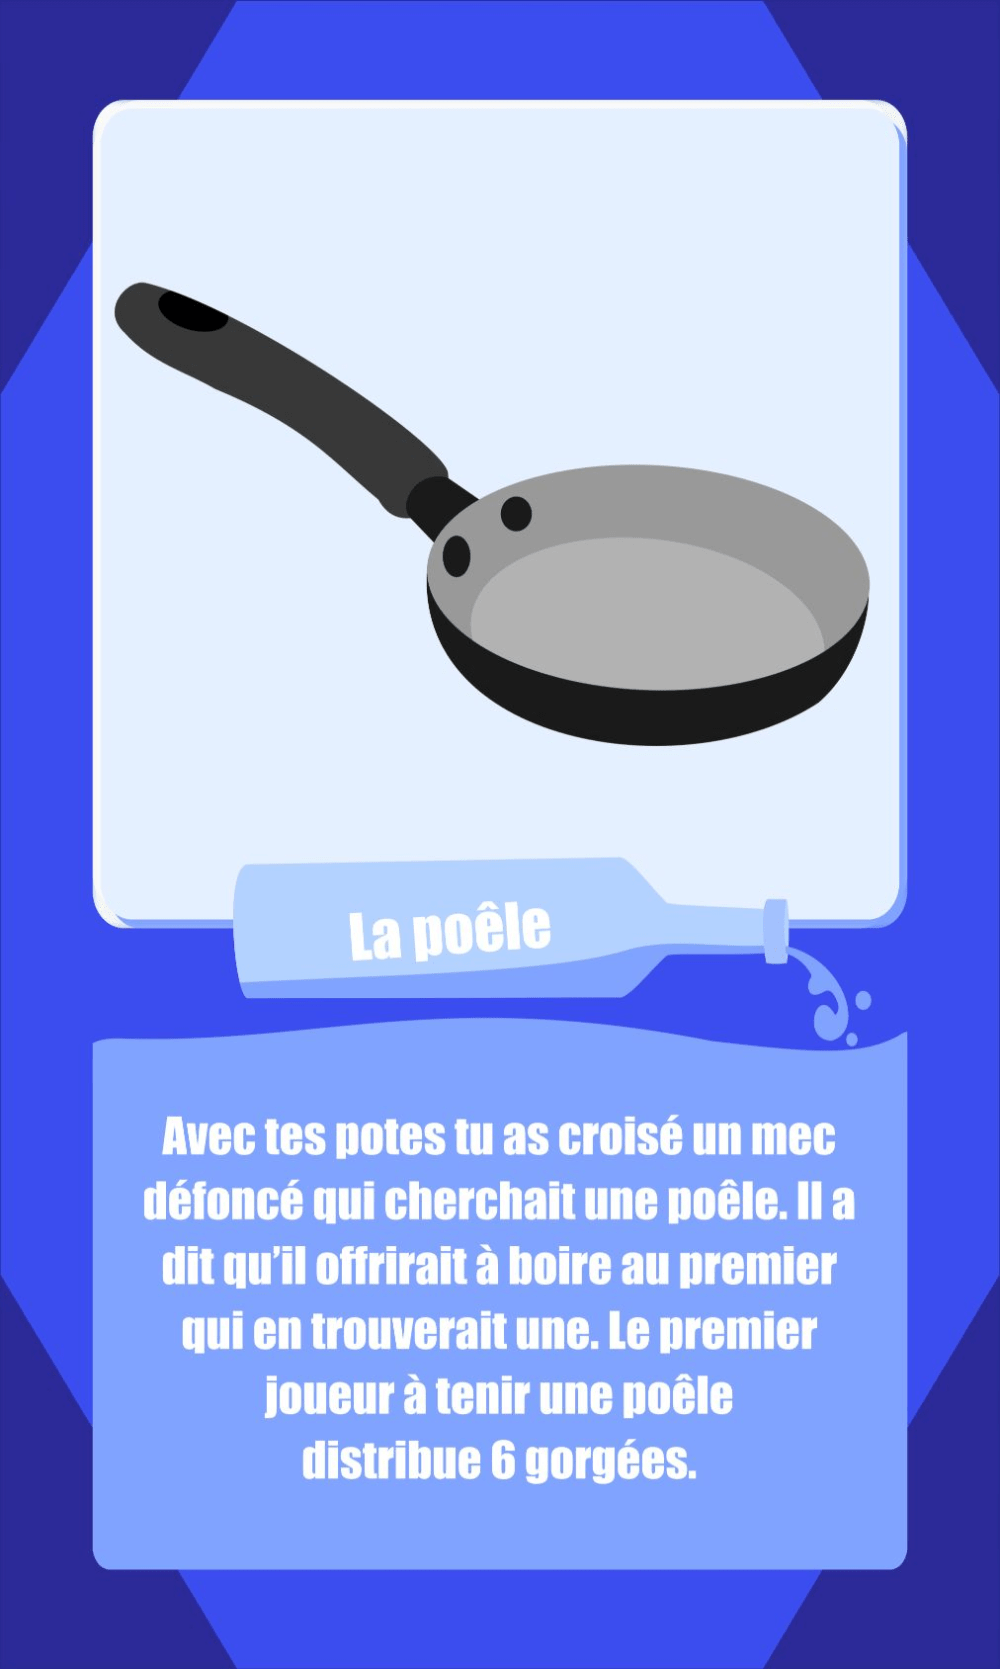 La poêle
Avec tes potes tu as croisé un mec
défoncé qui cherchait une poêle. Il a
dit qu’il offrirait à boire au premier
qui en trouverait une. Le premier
joueur à tenir une poêle
distribue 6 gorgées.